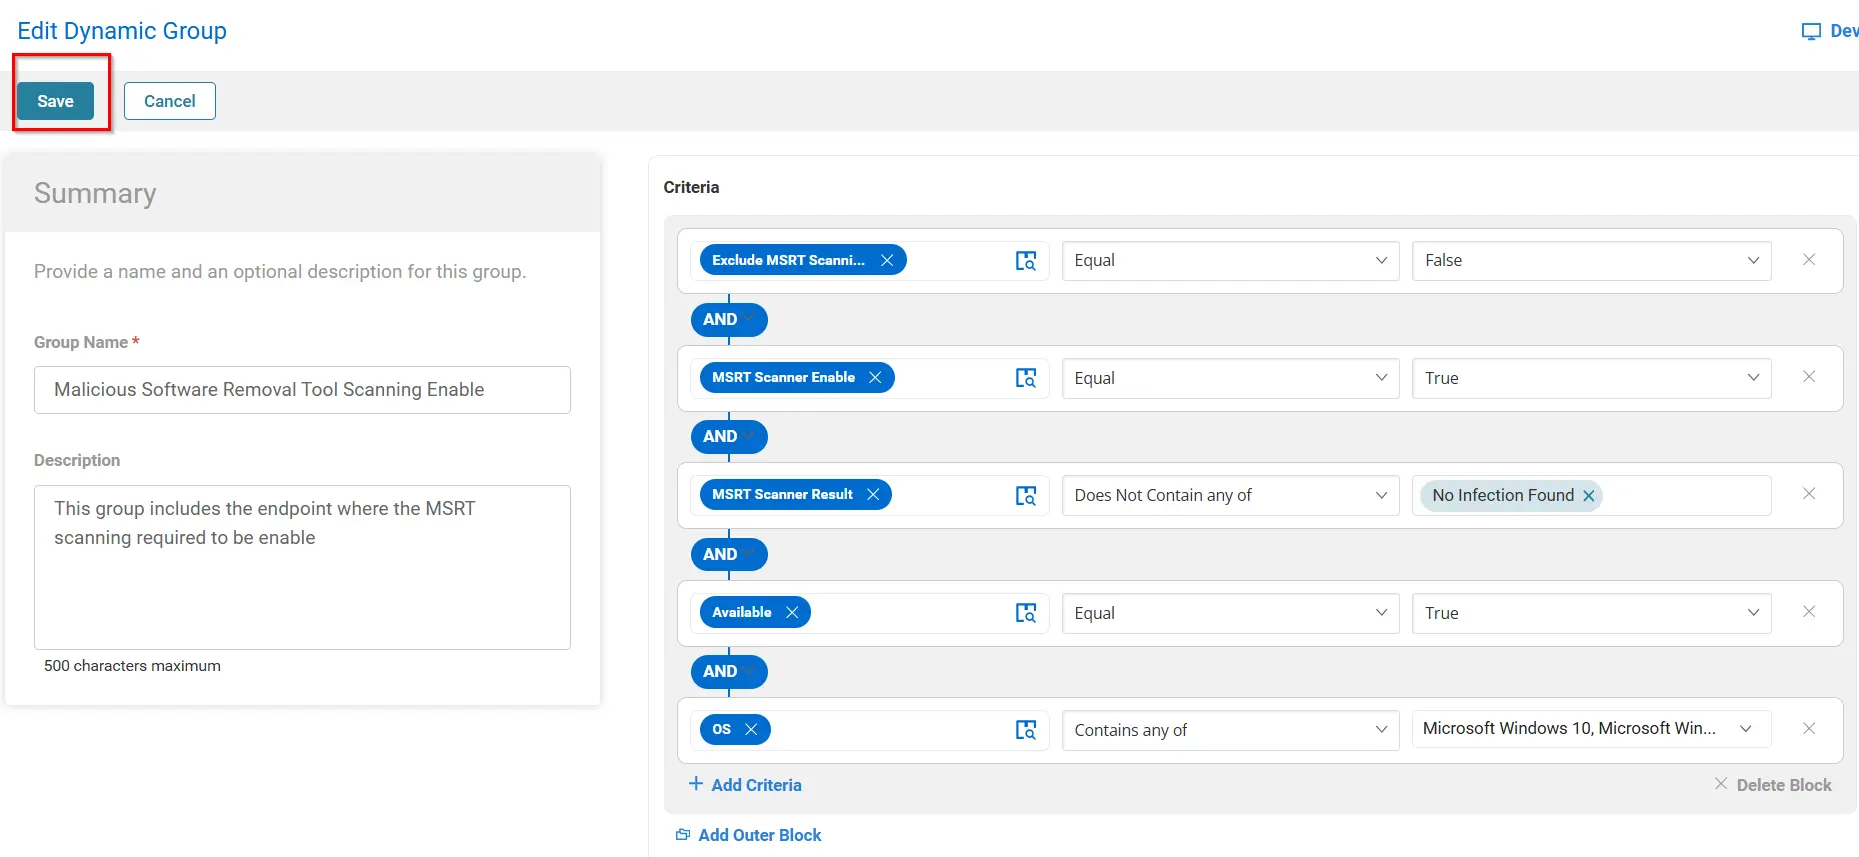 Edit Dynamic Group
Dev
Save
Cancel
Summary
Provide a name and an optional description for this group.
Group Name *
Malicious Software Removal Tool Scanning Enable
Description
This group includes the endpoint where the MSRT
scanning required to be enable
500 characters maximum
Criteria
Exclude MSRT Scanni... Equal False
AND
MSRT Scanner Enable Equal True
AND
MSRT Scanner Result Does Not Contain any of No Infection Found
AND
Available Equal True
AND
OS Contains any of Microsoft Windows 10, Microsoft Win...
Add Criteria
Delete Block
Add Outer Block